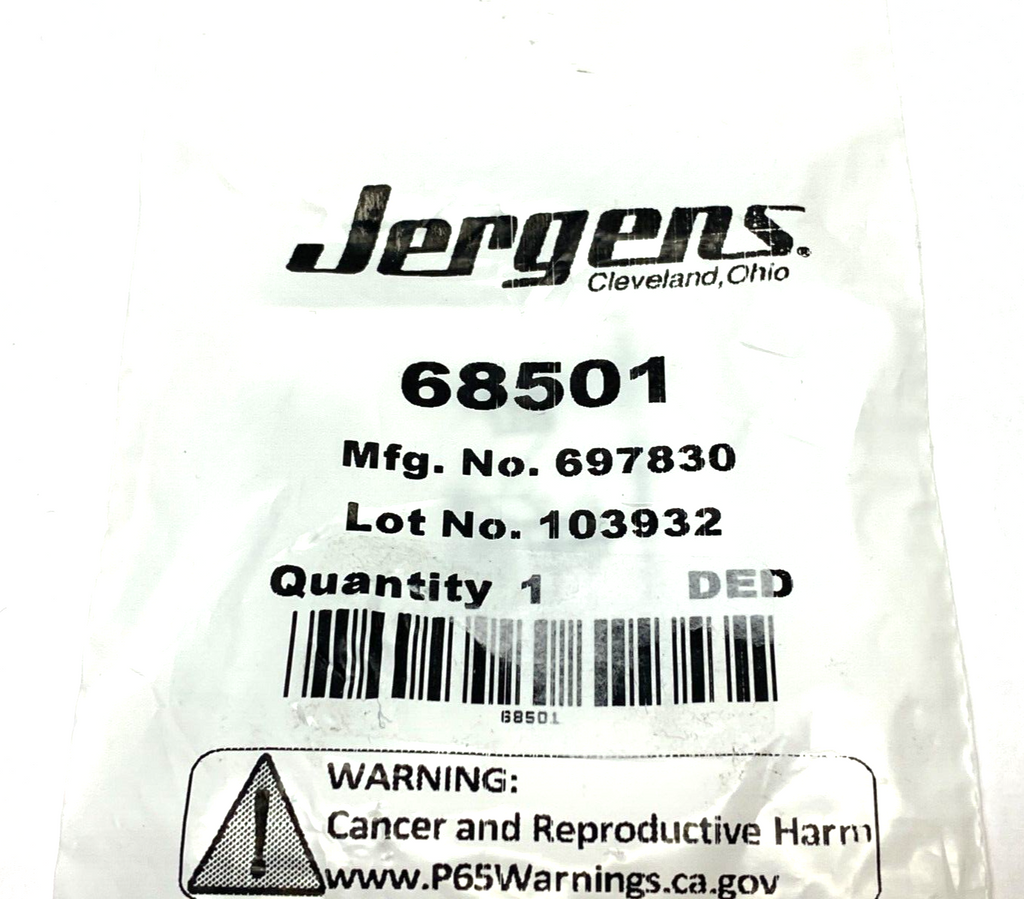 Jergens®
Cleveland, Ohio
68501
Mfg. No. 697830
Lot No. 103932
Quantity 1 DED
68501
WARNING:
Cancer and Reproductive Harm
www.P65Warnings.ca.gov